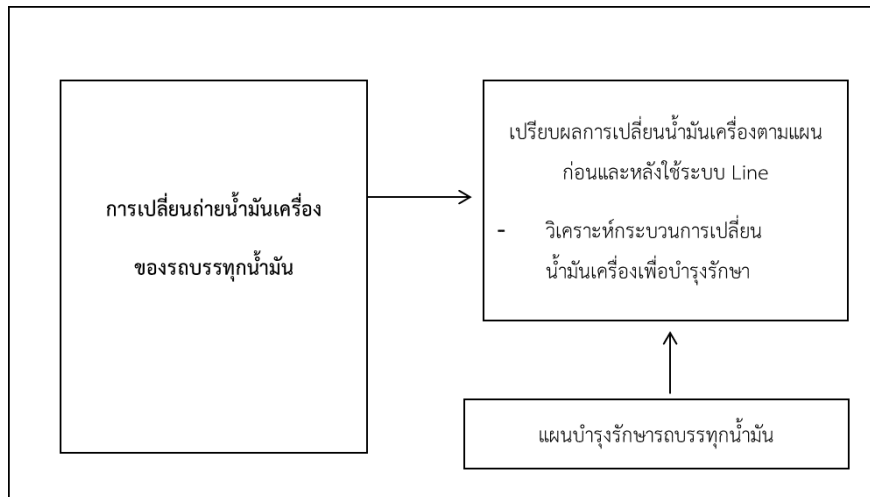 การเปลี่ยนถ่ายน้ำมันเครื่อง
ของรถบรรทุกน้ำมัน
เปรียบผลการเปลี่ยนน้ำมันเครื่องตามแผน
ก่อนและหลังใช้ระบบ Line
- วิเคราะห์กระบวนการเปลี่ยน
น้ำมันเครื่องเพื่อบำรุงรักษา
แผนบำรุงรักษารถบรรทุกน้ำมัน